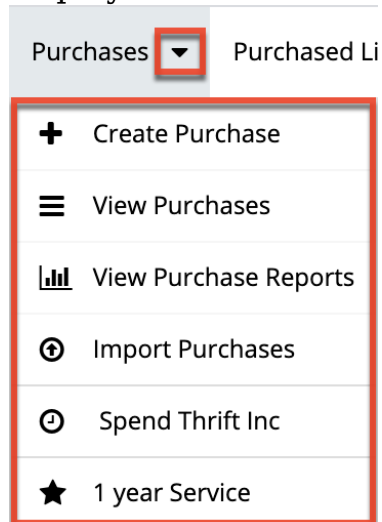 Purchases Purchased Li
Create Purchase
View Purchases
View Purchase Reports
Import Purchases
Spend Thrift Inc
1 year Service